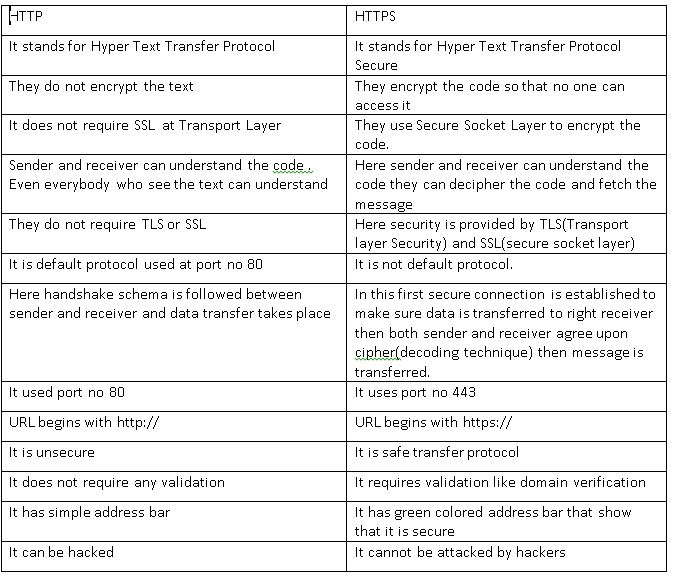 HTTP
HTTPS
It stands for Hyper Text Transfer Protocol
It stands for Hyper Text Transfer Protocol
Secure
They do not encrypt the text
They encrypt the code so that no one can
access it
It does not require SSL at Transport Layer
They use Secure Socket Layer to encrypt the
code.
Sender and receiver can understand the code .
Even everybody who see the text can understand
Here sender and receiver can understand the
code they can decipher the code and fetch the
message
They do not require TLS or SSL
Here security is provided by TLS(Transport
layer Security) and SSL(secure socket layer)
It is default protocol used at port no 80
It is not default protocol.
Here handshake schema is followed between
sender and receiver and data transfer takes place
In this first secure connection is established to
make sure data is transferred to right receiver
then both sender and receiver agree upon
cipher(decoding technique) then message is
transferred.
It used port no 80
It uses port no 443
URL begins with http://
URL begins with https://
It is unsecure
It is safe transfer protocol
It does not require any validation
It requires validation like domain verification
It has simple address bar
It has green colored address bar that show
that it is secure
It can be hacked
It cannot be attacked by hackers